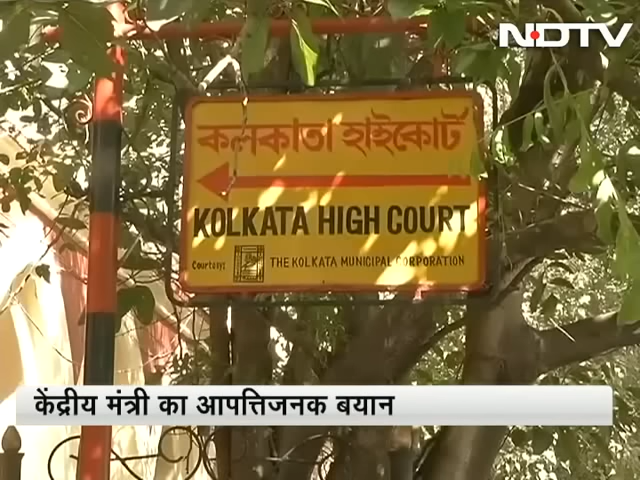 NDTV
কলকাতা হাইকোর্ট
KOLKATA HIGH COURT
Courtesy; THE KOLKATA MUNICIPAL CORPORATION
केंद्रीय मंत्री का आपत्तिजनक बयान